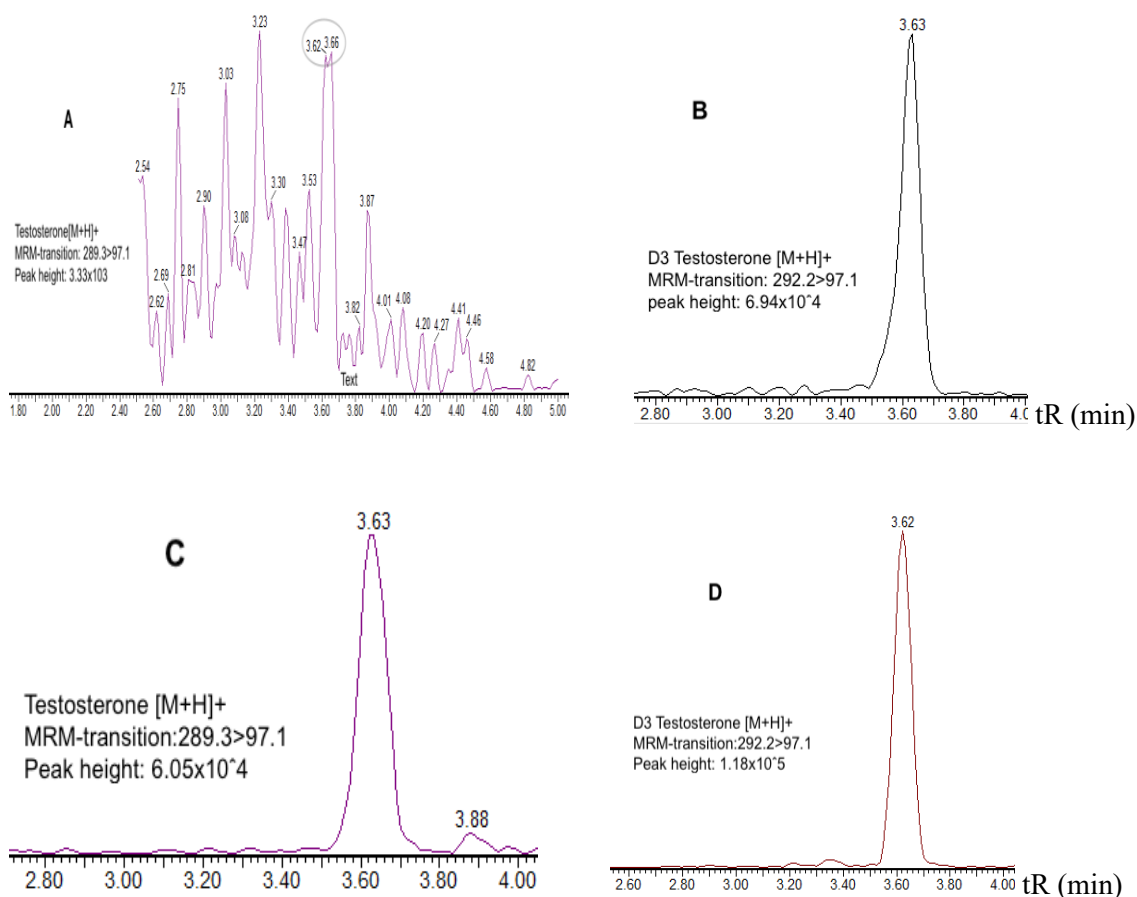 A
2.54
2.62
2.69
2.75
2.81
2.90
3.03
3.08
3.23
3.30
3.47
3.53
3.62
3.66
3.82
3.87
4.01
4.08
4.20
4.27
4.41
4.46
4.58
4.82
Testosterone[M+H]+
MRM-transition: 289.3>97.1
Peak height: 3.33x103
Text
1.80 2.00 2.20 2.40 2.60 2.80 3.00 3.20 3.40 3.60 3.80 4.00 4.20 4.41 4.60 4.80 5.00
3.63
B
D3 Testosterone [M+H]+
MRM-transition: 292.2>97.1
peak height: 6.94x10^4
2.80 3.00 3.20 3.40 3.60 3.80 4.0
tR (min)
3.63
C
Testosterone [M+H]+
MRM-transition:289.3>97.1
Peak height: 6.05x10^4
3.88
2.80 3.00 3.20 3.40 3.60 3.80 4.00
3.62
D
D3 Testosterone [M+H]+
MRM-transition:292.2>97.1
Peak height: 1.18x10^5
2.60 2.80 3.00 3.20 3.40 3.60 3.80 4.00
tR (min)